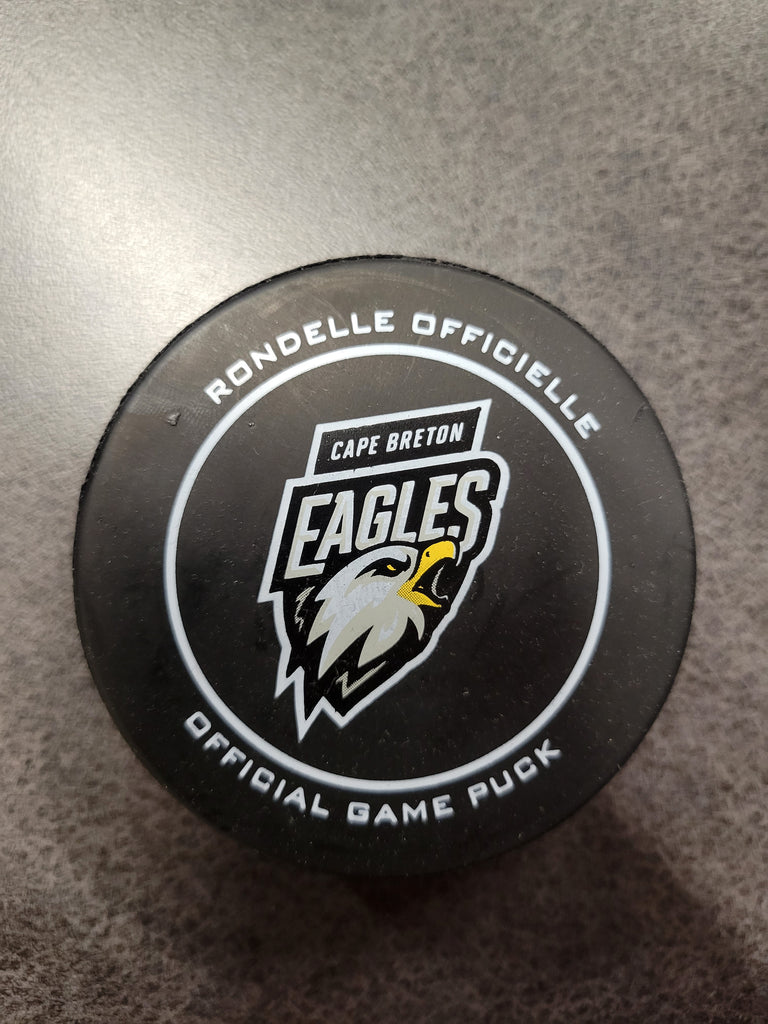 RONDELLE OFFICIELLE
CAPE BRETON
EAGLES
OFFICIAL GAME PUCK